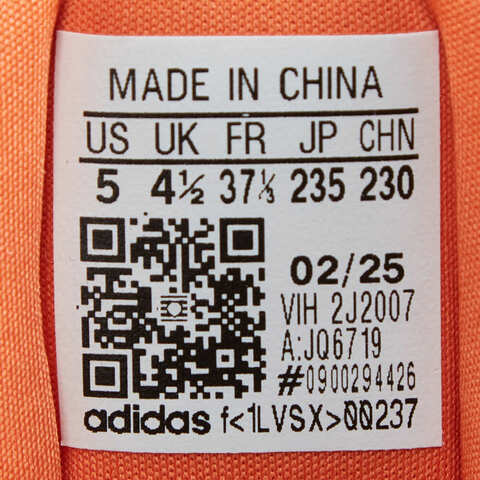 MADE IN CHINA
US UK FR JP CHN
5 4½ 37⅓ 235 230
02/25
VIH 2J2007
A:JQ6719
#0900294426
adidas f<1LVSX>00237